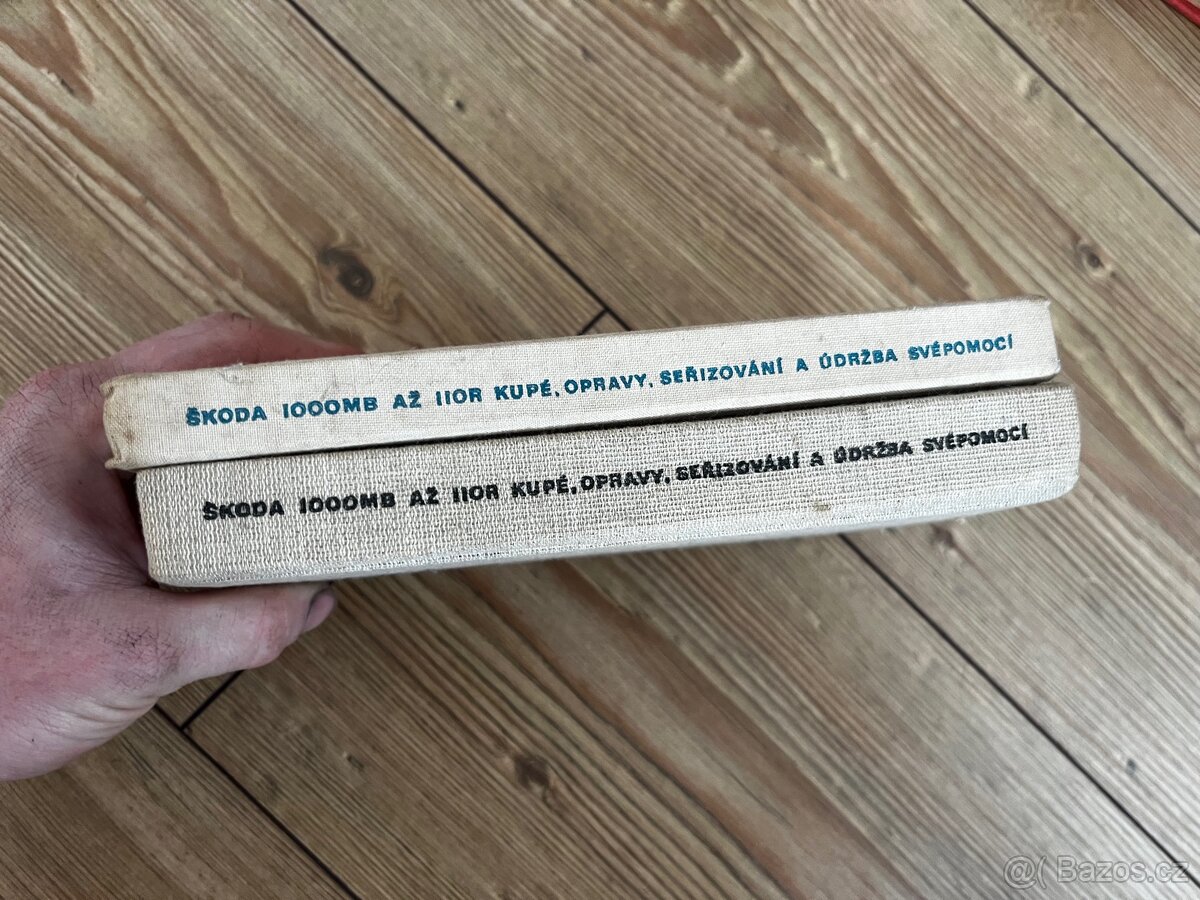 ŠKODA 1000MB AŽ 110R KUPÉ, OPRAVY, SEŘIZOVÁNÍ A ÚDRŽBA SVÉPOMOCÍ
ŠKODA 1000MB AŽ 110R KUPÉ, OPRAVY, SEŘIZOVÁNÍ A ÚDRŽBA SVÉPOMOCÍ
@( Bazos.cz